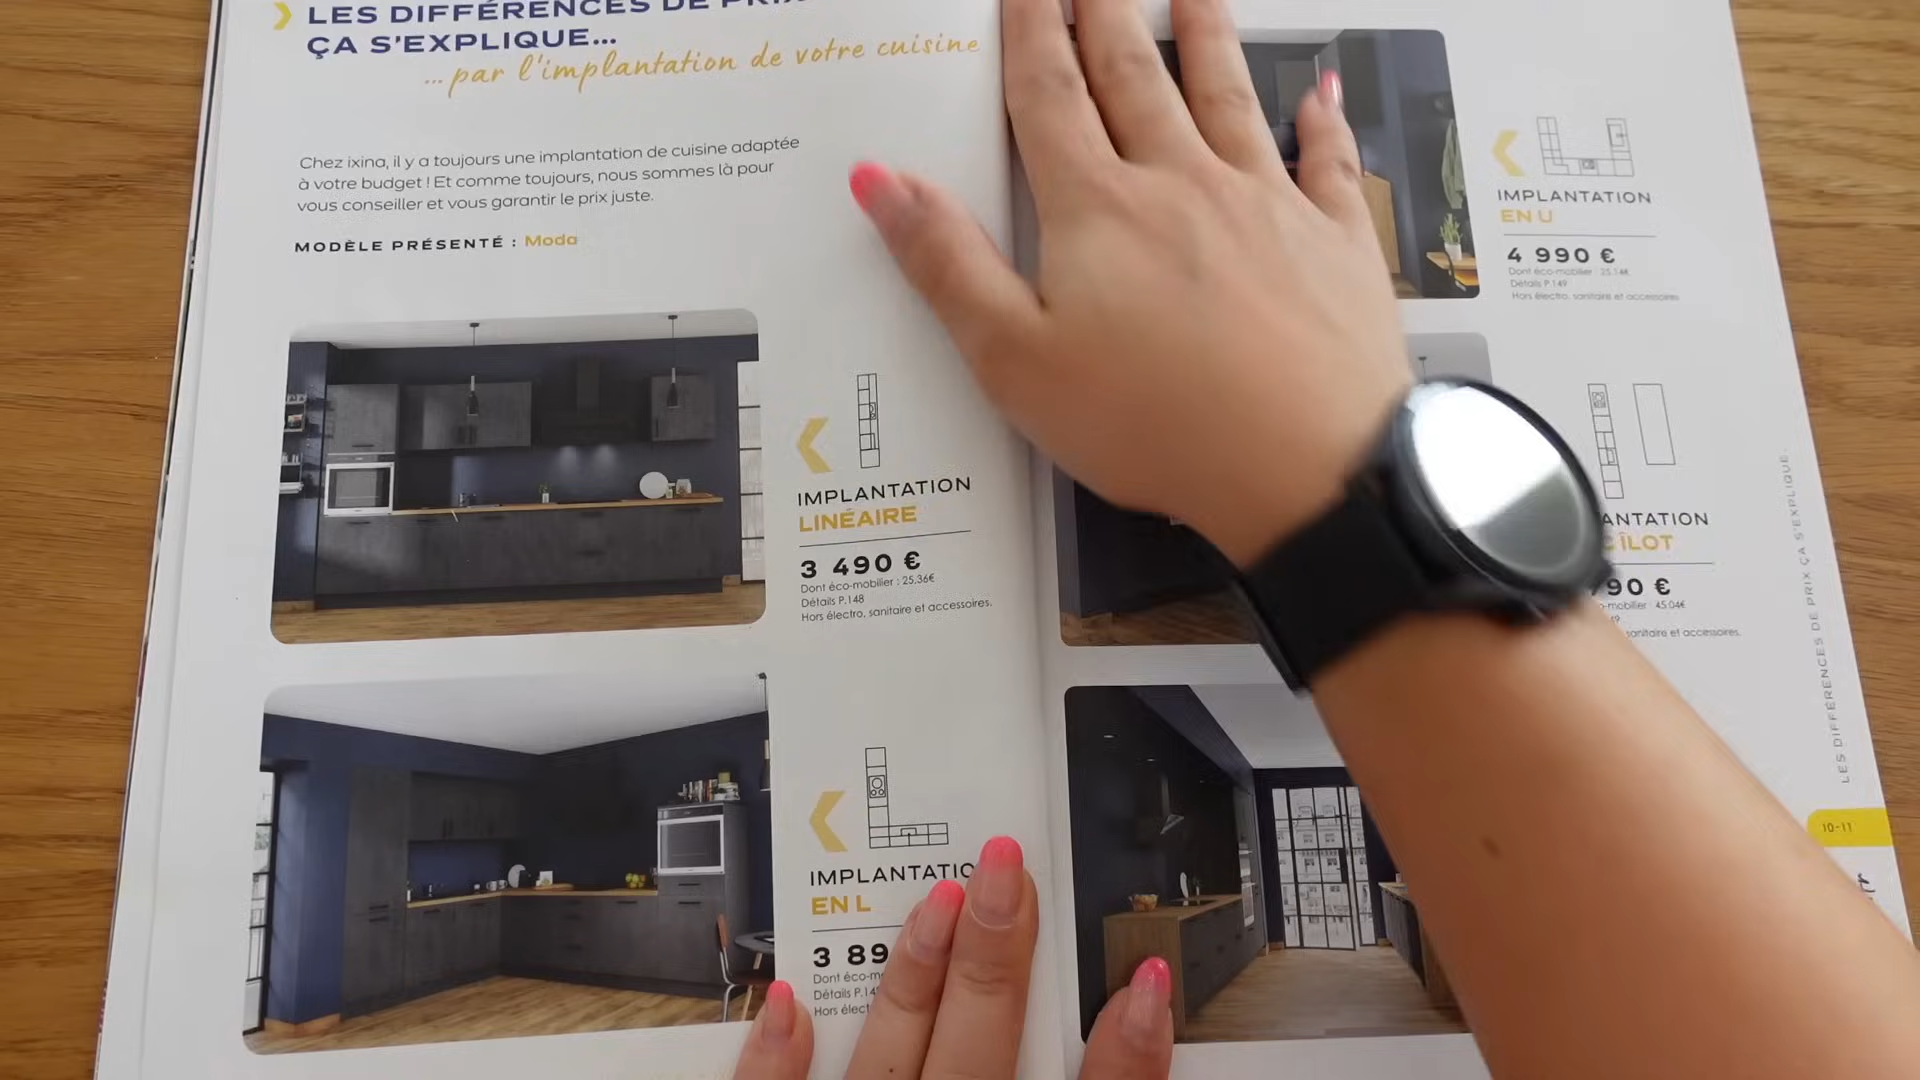 LES DIFFÉRENCES DE PRIX
ÇA S'EXPLIQUE...
... par l'implantation de votre cuisine
Chez ixina, il y a toujours une implantation de cuisine adaptée
à votre budget ! Et comme toujours, nous sommes là pour
vous conseiller et vous garantir le prix juste.
MODÈLE PRÉSENTÉ : Moda
IMPLANTATION
LINÉAIRE
3 490 €
Dont éco-mobilier : 25.36€
Détails P.148
Hors électro, sanitaire et accessoires.
IMPLANTATIO
EN L
3 89
Dont éco-m
Détails P.14
Hors élect
IMPLANTATION
EN U
4 990 €
Dont éco-mobilier : 25.14€
Détails P.149
Hors électro, sanitaire et accessoires
ANTATION
ÎLOT
790 €
-mobilier : 45.04€
49
sanitaire et accessoires.
LES DIFFÉRENCES DE PRIX ÇA S'EXPLIQUE.
10-11